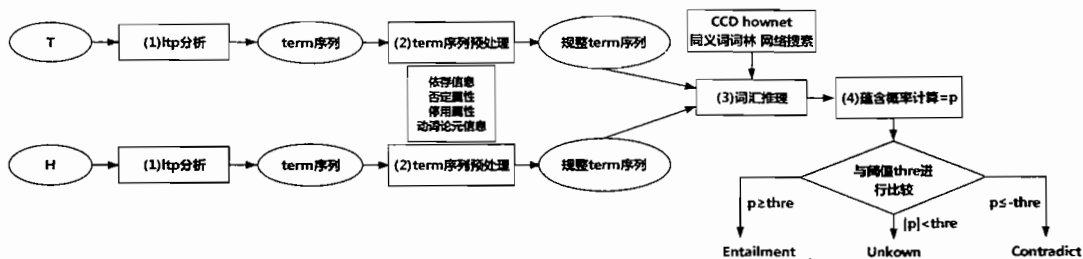 T
(1)ltp分析
term序列
(2)term序列预处理
规整term序列
CCD hownet
同义词词林 网络搜索
依存信息
否定属性
停用属性
动词论元信息
(3)词汇推理
(4)蕴含概率计算=p
H
(1)ltp分析
term序列
(2)term序列预处理
规整term序列
与阈值thre进
行比较
p≥thre
|p|<thre
p≤-thre
Entailment
Unkown
Contradict